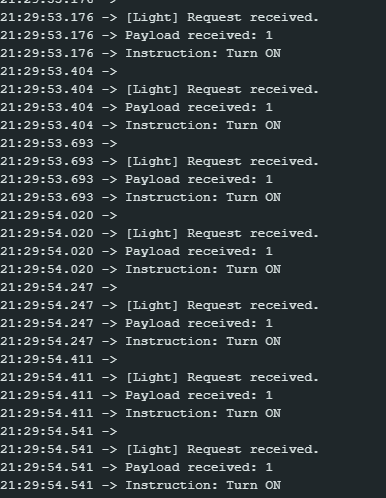 21:29:53.176 ->
21:29:53.176 -> [Light] Request received.
21:29:53.176 -> Payload received: 1
21:29:53.176 -> Instruction: Turn ON
21:29:53.404 ->
21:29:53.404 -> [Light] Request received.
21:29:53.404 -> Payload received: 1
21:29:53.404 -> Instruction: Turn ON
21:29:53.693 ->
21:29:53.693 -> [Light] Request received.
21:29:53.693 -> Payload received: 1
21:29:53.693 -> Instruction: Turn ON
21:29:54.020 ->
21:29:54.020 -> [Light] Request received.
21:29:54.020 -> Payload received: 1
21:29:54.020 -> Instruction: Turn ON
21:29:54.247 ->
21:29:54.247 -> [Light] Request received.
21:29:54.247 -> Payload received: 1
21:29:54.247 -> Instruction: Turn ON
21:29:54.411 ->
21:29:54.411 -> [Light] Request received.
21:29:54.411 -> Payload received: 1
21:29:54.411 -> Instruction: Turn ON
21:29:54.541 ->
21:29:54.541 -> [Light] Request received.
21:29:54.541 -> Payload received: 1
21:29:54.541 -> Instruction: Turn ON